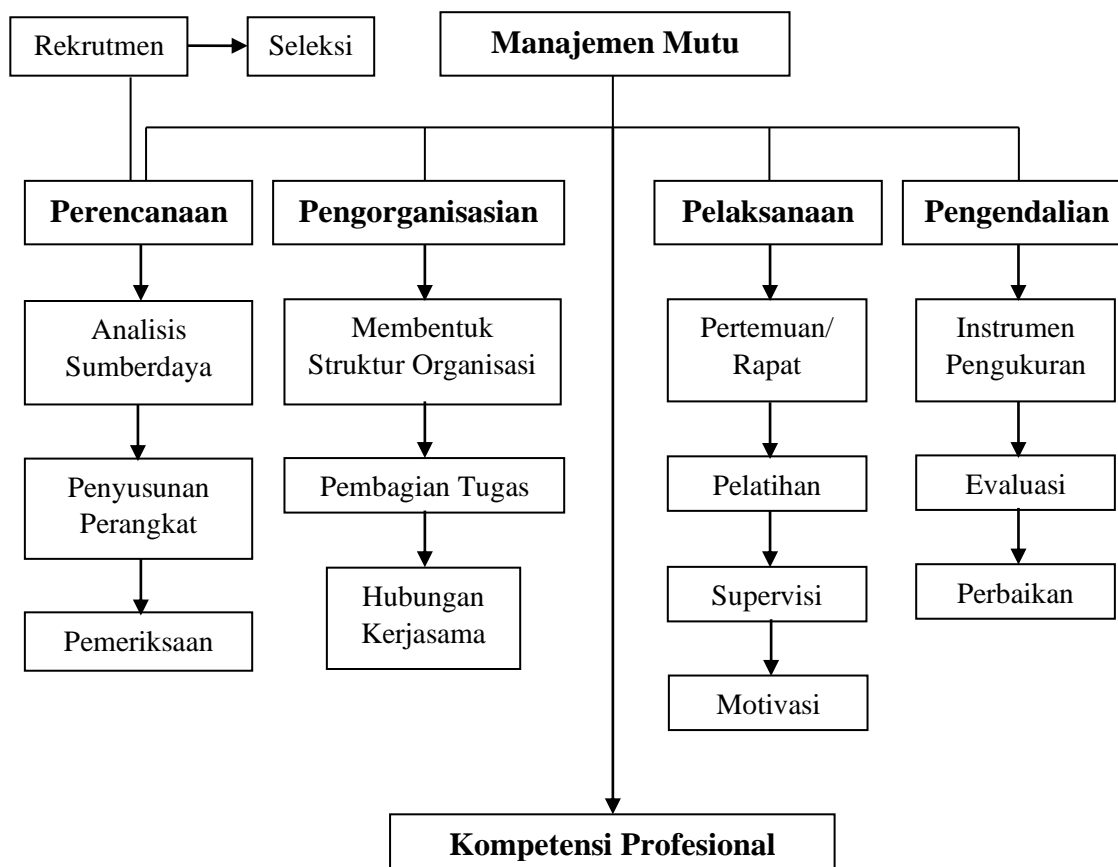 Rekrutmen
Seleksi
Manajemen Mutu
Perencanaan
Pengorganisasian
Pelaksanaan
Pengendalian
Analisis
Sumberdaya
Membentuk
Struktur Organisasi
Pertemuan/
Rapat
Instrumen
Pengukuran
Penyusunan
Perangkat
Pembagian Tugas
Pelatihan
Evaluasi
Pemeriksaan
Hubungan
Kerjasama
Supervisi
Perbaikan
Motivasi
Kompetensi Profesional